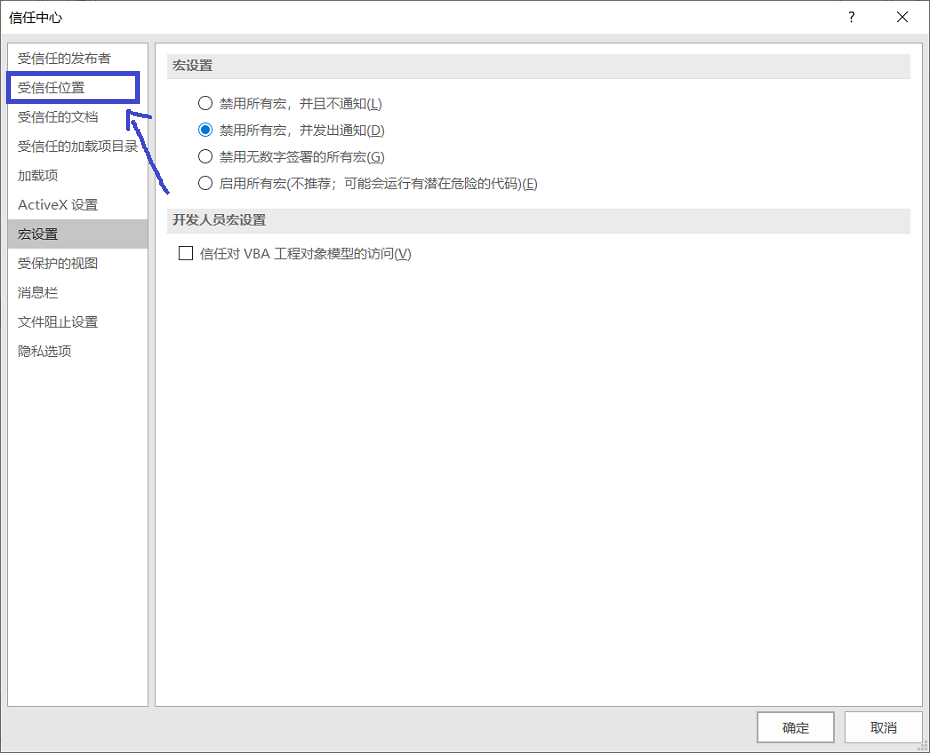 信任中心
?
受信任的发布者
受信任位置
受信任的文档
受信任的加载项目录
加载项
ActiveX 设置
宏设置
受保护的视图
消息栏
文件阻止设置
隐私选项
宏设置
禁用所有宏，并且不通知(L)
禁用所有宏，并发出通知(D)
禁用无数字签署的所有宏(G)
启用所有宏(不推荐；可能会运行有潜在危险的代码)(E)
开发人员宏设置
信任对 VBA 工程对象模型的访问(V)
确定
取消